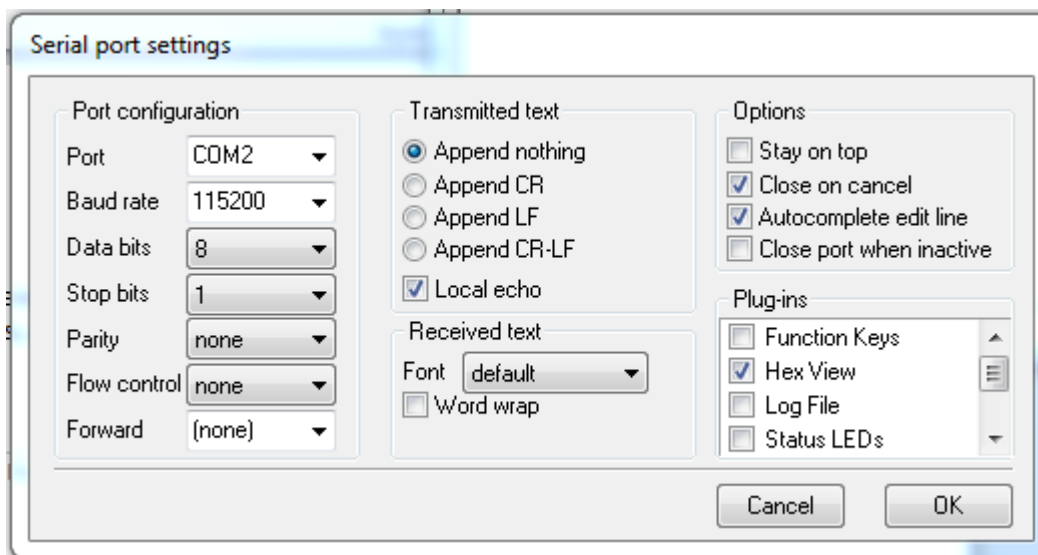 Serial port settings
Port configuration
Port COM2
Baud rate 115200
Data bits 8
Stop bits 1
Parity none
Flow control none
Forward (none)
Transmitted text
Append nothing
Append CR
Append LF
Append CR-LF
Local echo
Received text
Font default
Word wrap
Options
Stay on top
Close on cancel
Autocomplete edit line
Close port when inactive
Plug-ins
Function Keys
Hex View
Log File
Status LEDs
Cancel OK